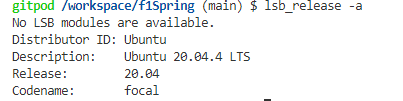 gitpod /workspace/f1Spring (main) $ lsb_release -a
No LSB modules are available.
Distributor ID: Ubuntu
Description:    Ubuntu 20.04.4 LTS
Release:        20.04
Codename:       focal